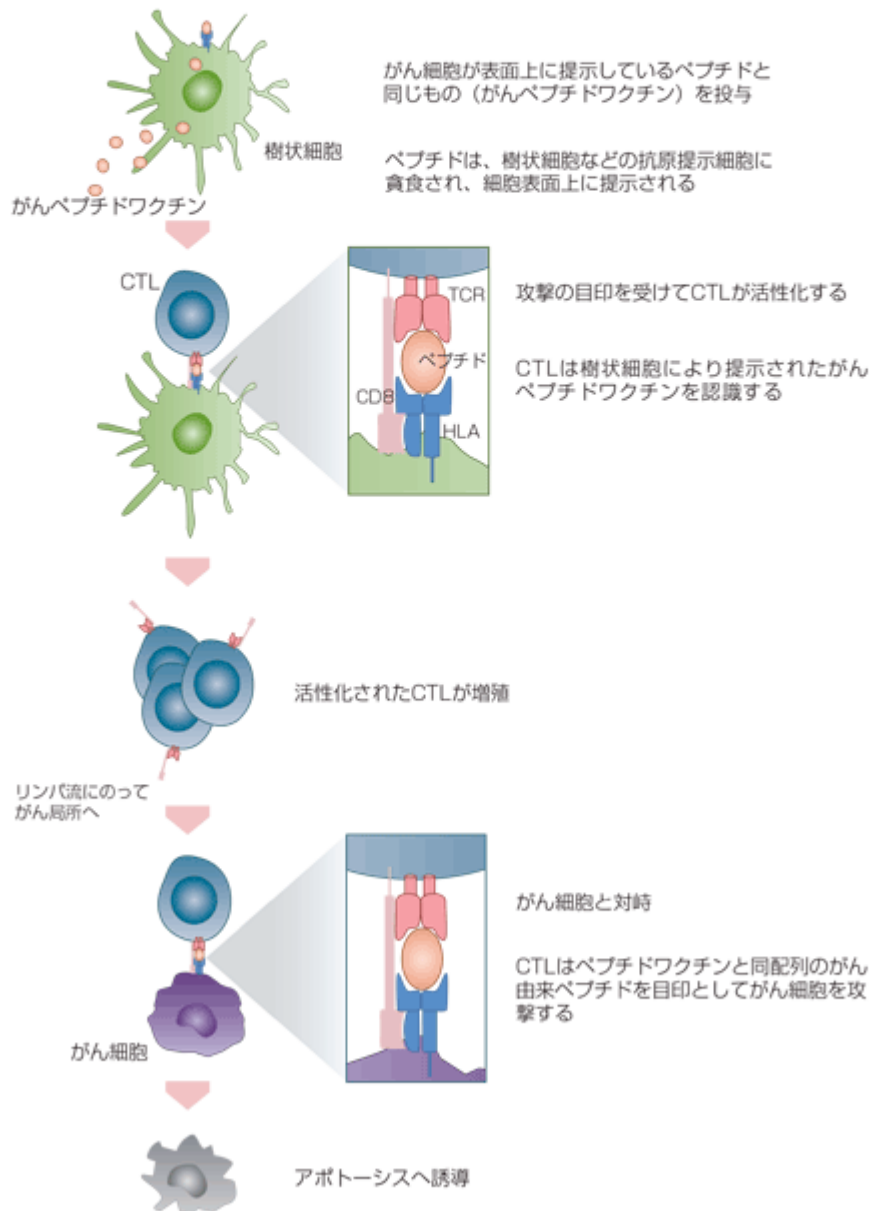 がん細胞が表面上に提示しているペプチドと
同じもの（がんペプチドワクチン）を投与
樹状細胞
ペプチドは、樹状細胞などの抗原提示細胞に
貪食され、細胞表面上に提示される
がんペプチドワクチン
CTL
TCR
攻撃の目印を受けてCTLが活性化する
ペプチド
CTLは樹状細胞により提示されたがん
ペプチドワクチンを認識する
CD8
HLA
活性化されたCTLが増殖
リンパ流にのって
がん局所へ
がん細胞と対峙
CTLはペプチドワクチンと同配列のがん
由来ペプチドを目印としてがん細胞を攻
撃する
がん細胞
アポトーシスへ誘導